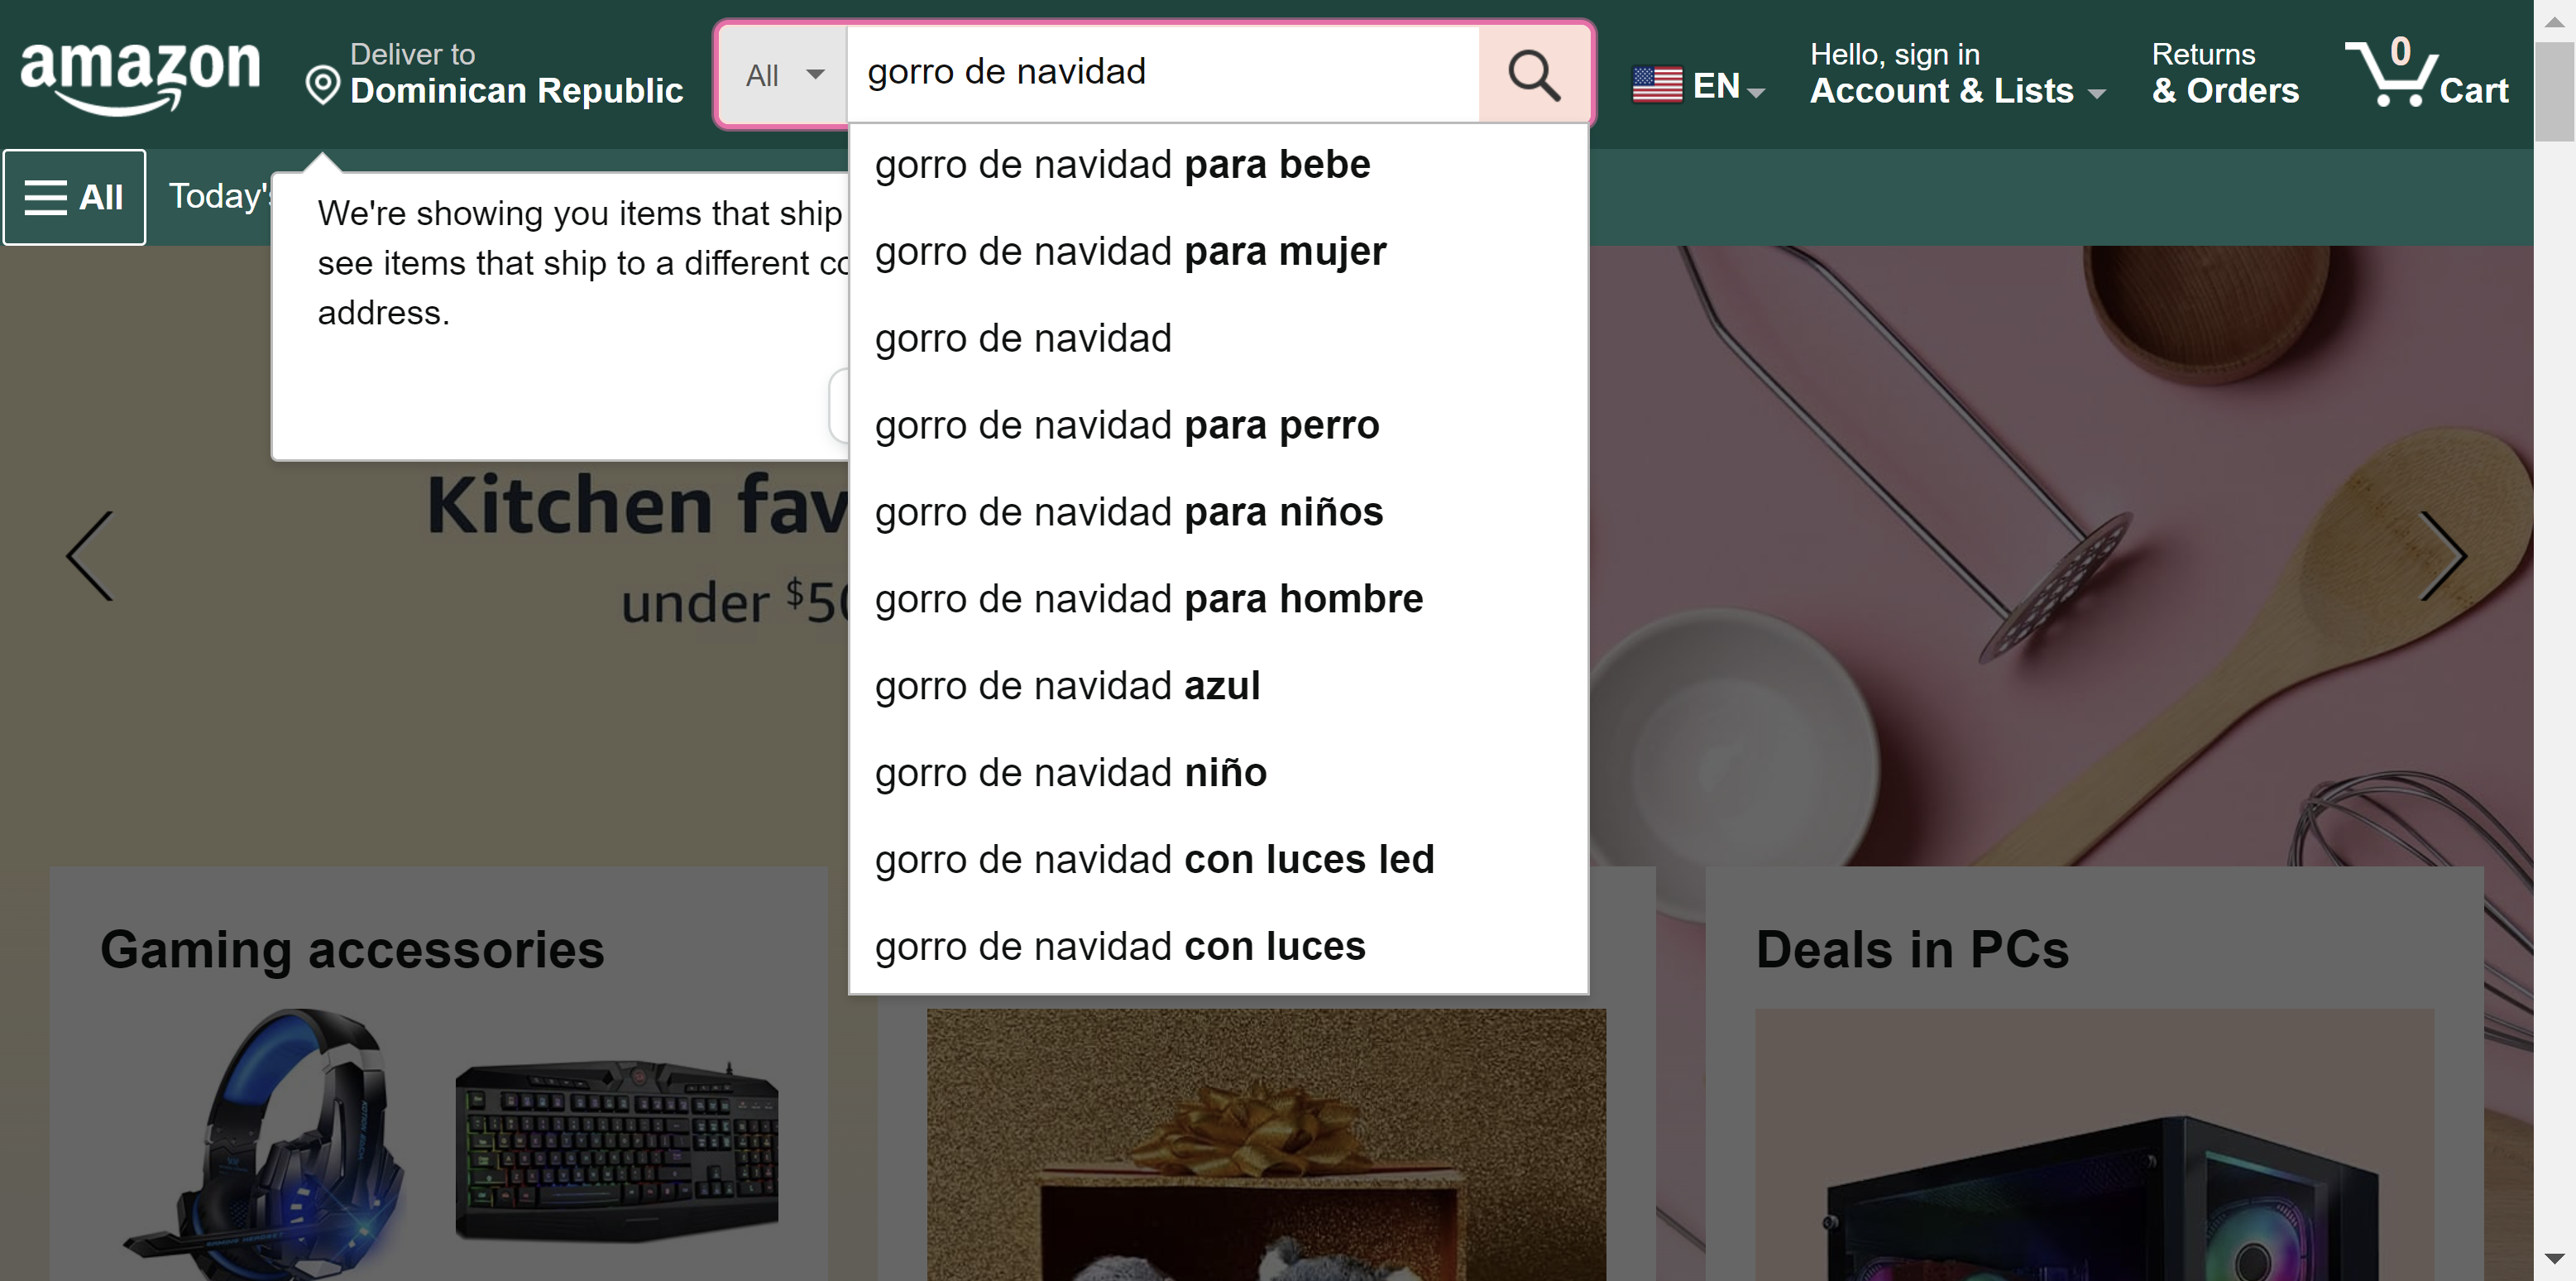 amazon
Deliver to
Dominican Republic
All
gorro de navidad
EN
Hello, sign in
Account & Lists
Returns
& Orders
0
Cart
All
Today's
We're showing you items that ship
see items that ship to a different co
address.
gorro de navidad para bebe
gorro de navidad para mujer
gorro de navidad
gorro de navidad para perro
gorro de navidad para niños
gorro de navidad para hombre
gorro de navidad azul
gorro de navidad niño
gorro de navidad con luces led
gorro de navidad con luces
Kitchen fav
under $50
Gaming accessories
Deals in PCs